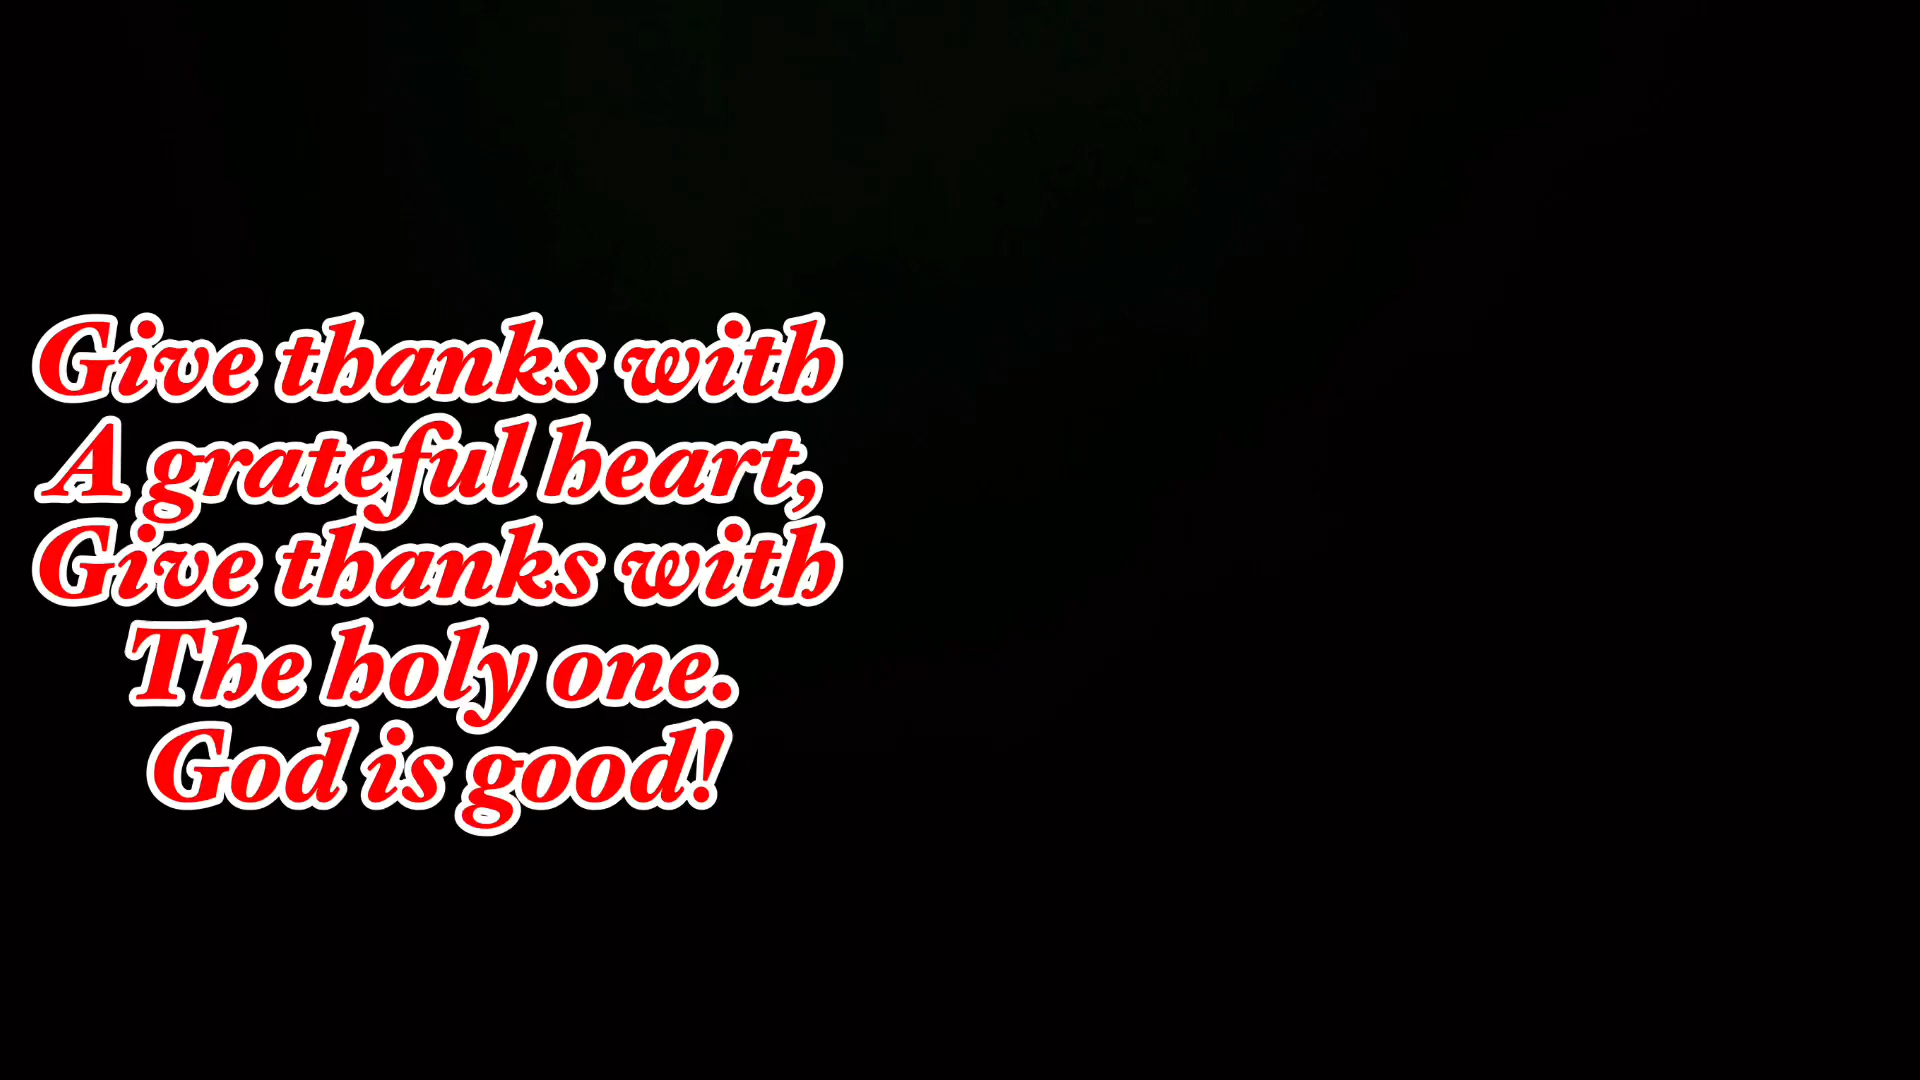 Give thanks with
A grateful heart,
Give thanks with
The holy one.
God is good!